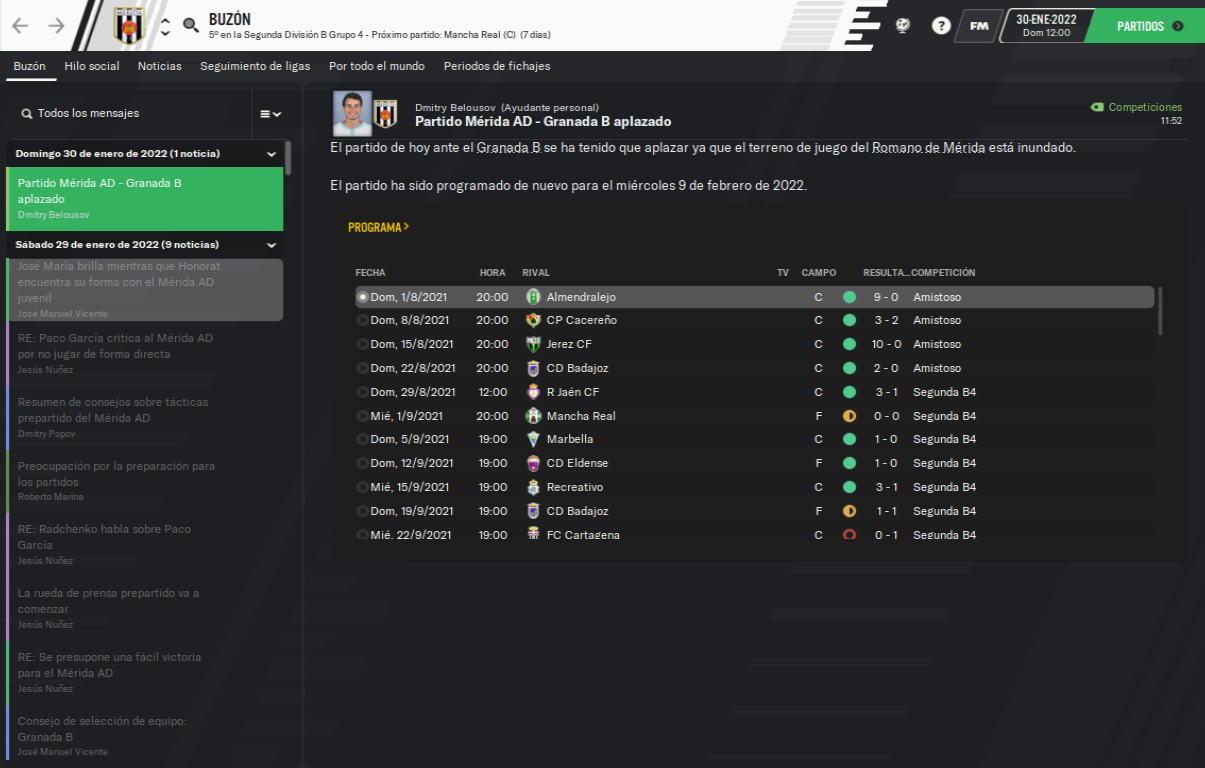 BUZÓN
5º en la Segunda División B Grupo 4 - Próximo partido: Mancha Real (C) (7 días)
FM
30-ENE-2022
Dom 12:00
PARTIDOS
Buzón Hilo social Noticias Seguimiento de ligas Por todo el mundo Periodos de fichajes
Todos los mensajes
Domingo 30 de enero de 2022 (1 noticia)
Partido Mérida AD - Granada B
aplazado
Dmitry Belousov
Sábado 29 de enero de 2022 (9 noticias)
José María brilla mientras que Honorat
encuentra su forma con el Mérida AD
juvenil
José Manuel Vicente
RE: Paco García critica al Mérida AD
por no jugar de forma directa
Jesús Nuñez
Resumen de consejos sobre tácticas
prepartido del Mérida AD
Dmitry Popov
Preocupación por la preparación para
los partidos
Roberto Marina
RE: Radchenko habla sobre Paco
García
Jesús Nuñez
La rueda de prensa prepartido va a
comenzar
Jesús Nuñez
RE: Se presupone una fácil victoria
para el Mérida AD
Jesús Nuñez
Consejo de selección de equipo:
Granada B
José Manuel Vicente
Dmitry Belousov (Ayudante personal)
Partido Mérida AD - Granada B aplazado
Competiciones
11:52
El partido de hoy ante el Granada B se ha tenido que aplazar ya que el terreno de juego del Romano de Mérida está inundado.
El partido ha sido programado de nuevo para el miércoles 9 de febrero de 2022.
PROGRAMA >
FECHA HORA RIVAL TV CAMPO RESULTA... COMPETICIÓN
Dom, 1/8/2021 20:00 Almendralejo C 9 - 0 Amistoso
Dom, 8/8/2021 20:00 CP Cacereño C 3 - 2 Amistoso
Dom, 15/8/2021 20:00 Jerez CF C 10 - 0 Amistoso
Dom, 22/8/2021 20:00 CD Badajoz C 2 - 0 Amistoso
Dom, 29/8/2021 12:00 R Jaén CF C 3 - 1 Segunda B4
Mié, 1/9/2021 20:00 Mancha Real F 0 - 0 Segunda B4
Dom, 5/9/2021 19:00 Marbella C 1 - 0 Segunda B4
Dom, 12/9/2021 19:00 CD Eldense F 1 - 0 Segunda B4
Mié, 15/9/2021 19:00 Recreativo C 3 - 1 Segunda B4
Dom, 19/9/2021 19:00 CD Badajoz F 1 - 1 Segunda B4
Mié, 22/9/2021 19:00 FC Cartagena C 0 - 1 Segunda B4